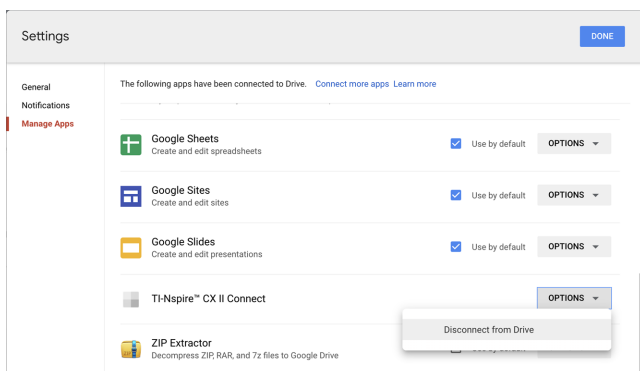 Settings
DONE
General
Notifications
Manage Apps
The following apps have been connected to Drive. Connect more apps Learn more
Google Sheets
Create and edit spreadsheets
Use by default
OPTIONS
Google Sites
Create and edit sites
Use by default
OPTIONS
Google Slides
Create and edit presentations
Use by default
OPTIONS
TI-Nspire™ CX II Connect
OPTIONS
Disconnect from Drive
ZIP Extractor
Decompress ZIP, RAR, and 7z files to Google Drive